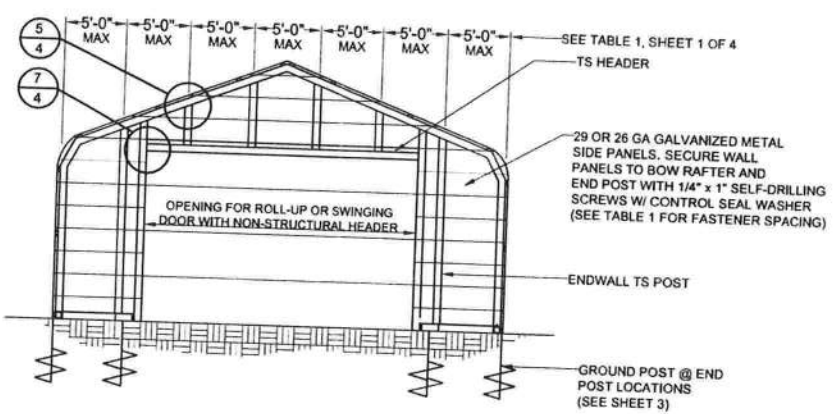 5'-0" 5'-0" 5'-0" 5'-0" 5'-0" 5'-0" 5'-0"
MAX MAX MAX MAX MAX MAX MAX
5
4
7
4
SEE TABLE 1, SHEET 1 OF 4
TS HEADER
29 OR 26 GA GALVANIZED METAL
SIDE PANELS. SECURE WALL
PANELS TO BOW RAFTER AND
END POST WITH 1/4" x 1" SELF-DRILLING
SCREWS W/ CONTROL SEAL WASHER
(SEE TABLE 1 FOR FASTENER SPACING)
OPENING FOR ROLL-UP OR SWINGING
DOOR WITH NON-STRUCTURAL HEADER
ENDWALL TS POST
GROUND POST @ END
POST LOCATIONS
(SEE SHEET 3)